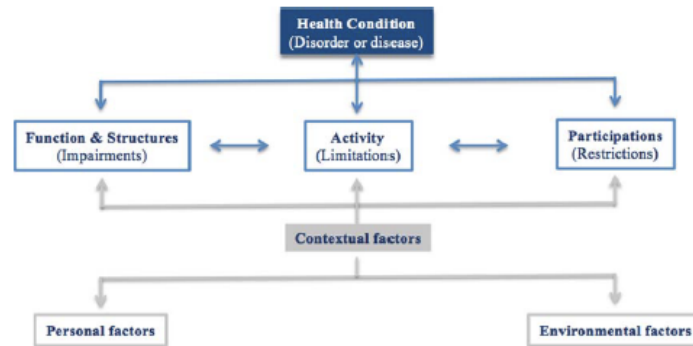 Health Condition
(Disorder or disease)
Function & Structures
(Impairments)
Activity
(Limitations)
Participations
(Restrictions)
Contextual factors
Personal factors
Environmental factors